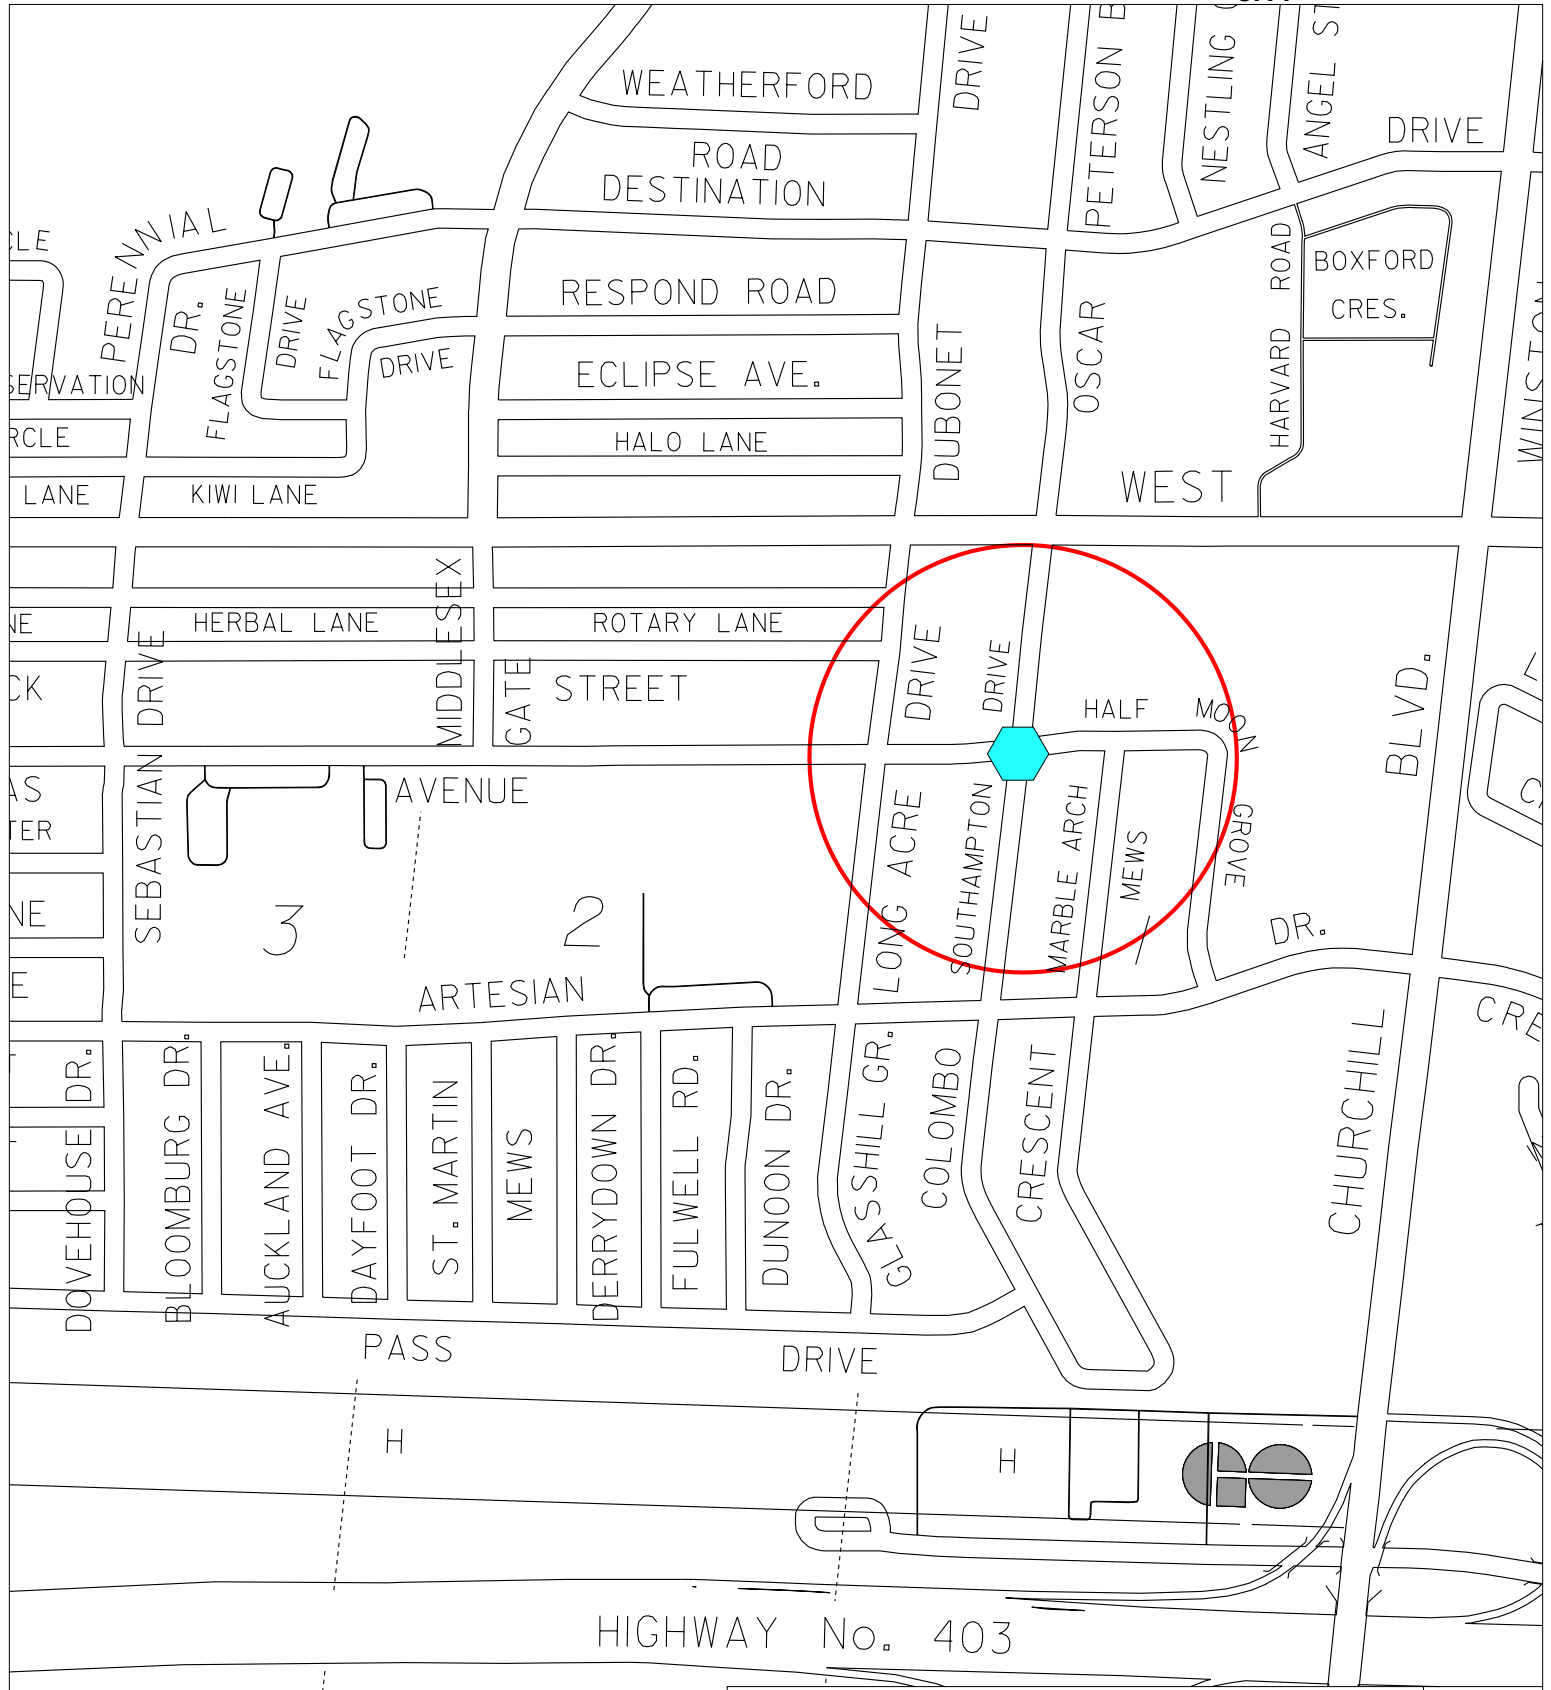 WEATHERFORD
DRIVE
PETERSON
NESTLING
ANGEL
DRIVE
ROAD
DESTINATION
PERENNIAL
DR.
FLAGSTONE
DRIVE
FLAGSTONE
DRIVE
RESPOND ROAD
ECLIPSE AVE.
HALO LANE
DUBONNET
OSCAR
HARVARD ROAD
BOXFORD
CRES.
LANE
KIWI LANE
WEST
HERBAL LANE
MIDDLESEX
GATE
ROTARY LANE
STREET
SEBASTIAN DRIVE
AVENUE
DRIVE
DRIVE
HALF
MOON
GROVE
BLVD.
LONG ACRE
SOUTHAMPTON
MARBLE ARCH
MEWS
3
2
ARTESIAN
DR.
DOVEHOUSE DR.
BLOOMBURG DR.
AUCKLAND AVE.
DAYFOOT DR.
ST. MARTIN
MEWS
DERRYDOWN DR.
FULWELL RD.
DUNOON DR.
GLASSHILL GR.
COLOMBO
CRESCENT
CHURCHILL
PASS
DRIVE
H
H
HIGHWAY No. 403